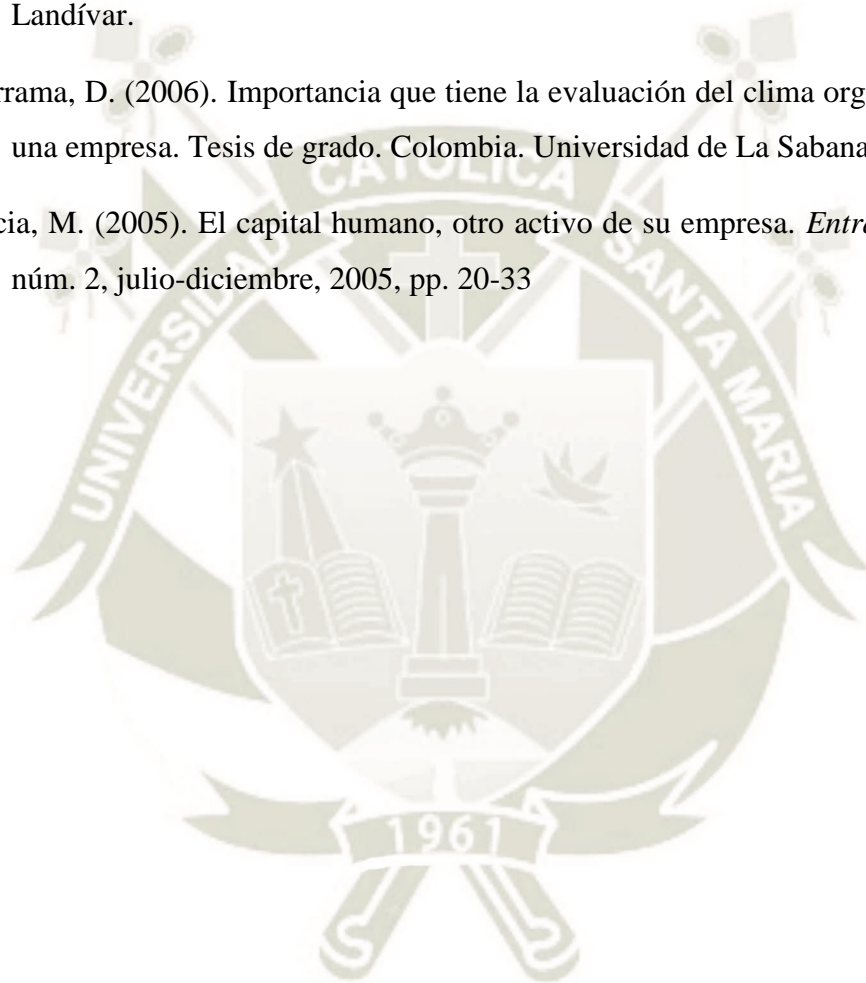 Landívar.
rrama, D. (2006). Importancia que tiene la evaluación del clima org
una empresa. Tesis de grado. Colombia. Universidad de La Sabana
cia, M. (2005). El capital humano, otro activo de su empresa. Entra
núm. 2, julio-diciembre, 2005, pp. 20-33
UNIVERSIDAD CATOLICA SANTA MARIA
1961